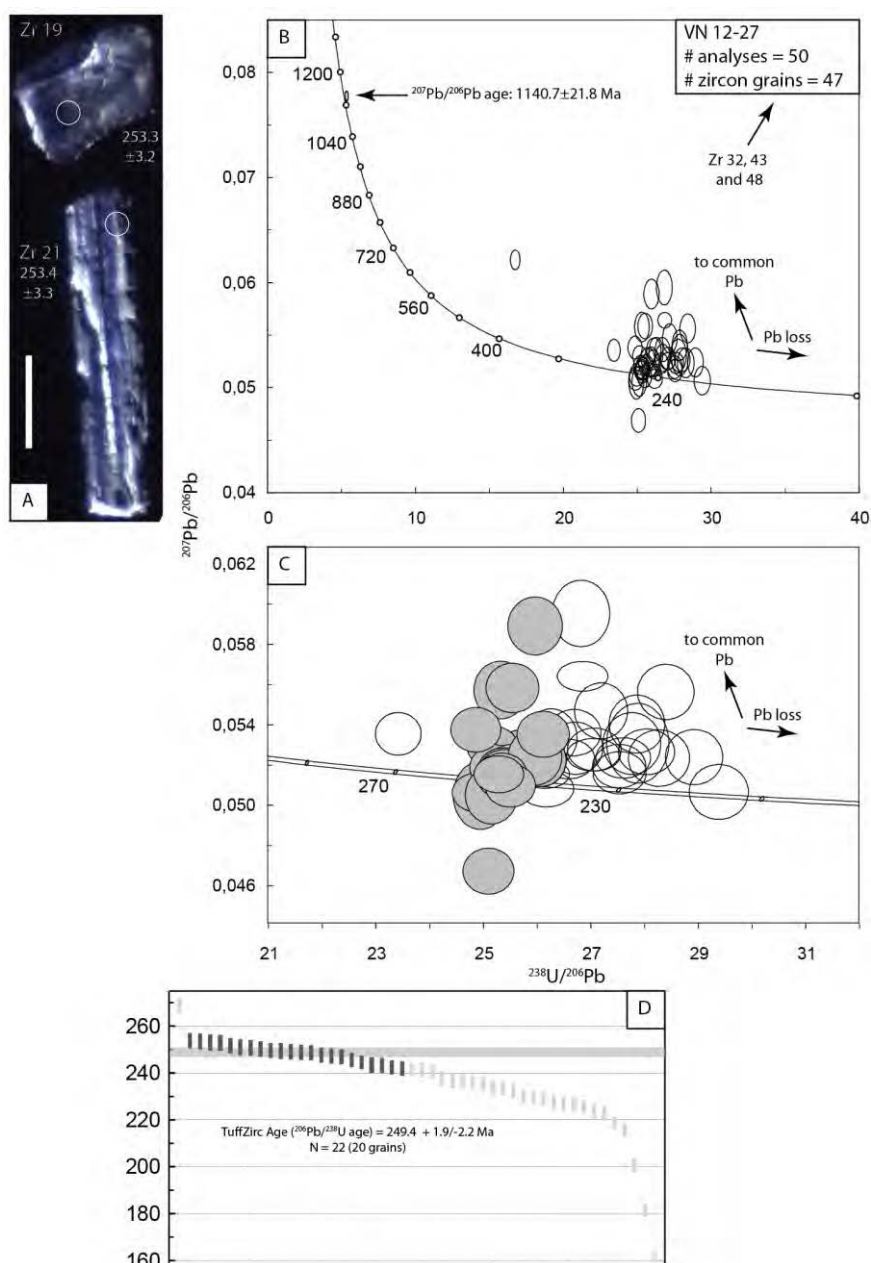 Zr 19
253.3
±3.2
Zr 21
253.4
±3.3
A
B
VN 12-27
# analyses = 50
# zircon grains = 47
Zr 32, 43
and 48
²⁰⁷Pb/²⁰⁶Pb age: 1140.7±21.8 Ma
1200
1040
880
720
560
400
240
to common
Pb
Pb loss
0,08
0,07
0,06
0,05
0,04
0
10
20
30
40
²⁰⁷Pb/²⁰⁶Pb
C
0,062
0,058
0,054
0,050
0,046
270
230
to common
Pb
Pb loss
21
23
25
27
29
31
²³⁸U/²⁰⁶Pb
D
260
240
220
200
180
160
TuffZirc Age (²⁰⁶Pb/²³⁸U age) = 249.4 + 1.9/-2.2 Ma
N = 22 (20 grains)